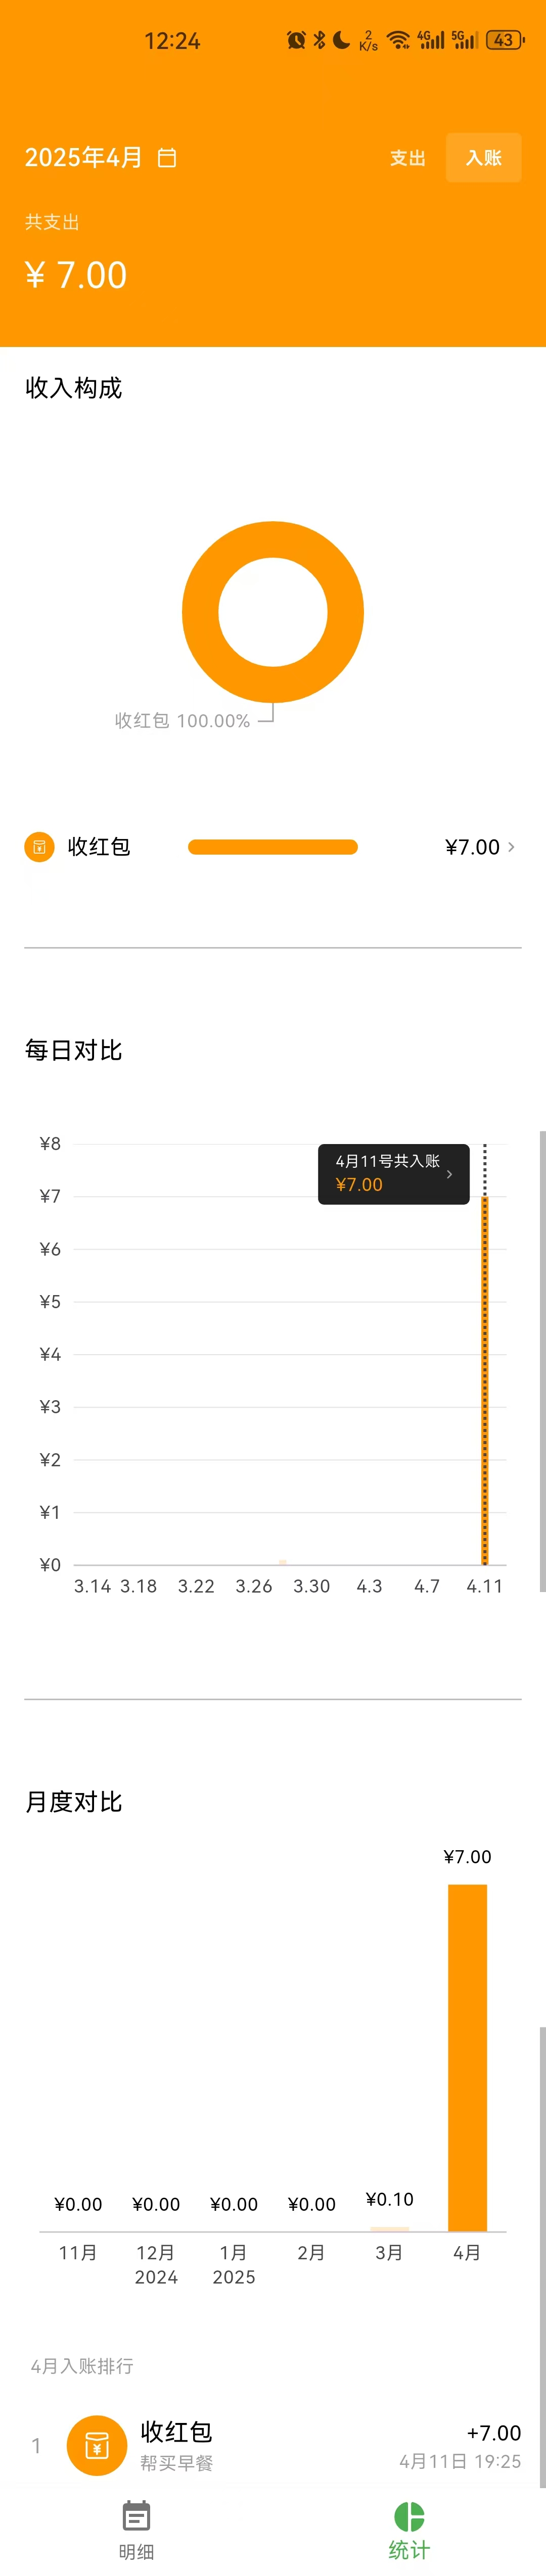 12:24
2
K/s
4G
5G
43
2025年4月
支出
入账
共支出
¥ 7.00
收入构成
收红包 100.00%
收红包
¥7.00
每日对比
¥8
4月11号共入账
¥7.00
¥7
¥6
¥5
¥4
¥3
¥2
¥1
¥0
3.14 3.18 3.22 3.26 3.30 4.3 4.7 4.11
月度对比
¥7.00
¥0.00 ¥0.00 ¥0.00 ¥0.00 ¥0.10
11月 12月 1月 2月 3月 4月
2024 2025
4月入账排行
1
收红包
+7.00
帮买早餐
4月11日 19:25
明细
统计